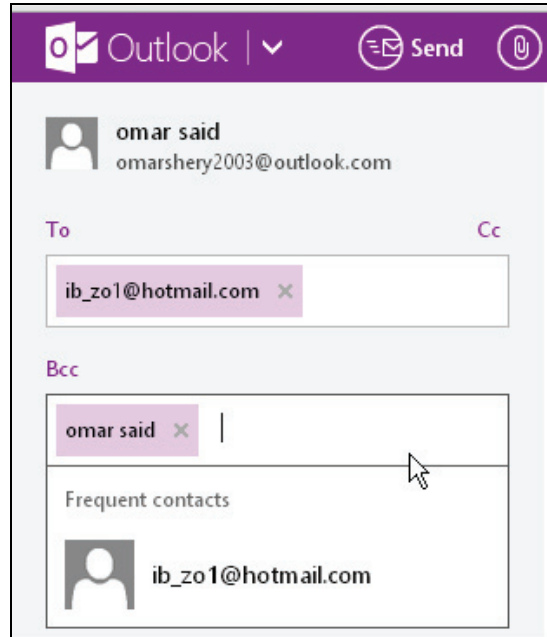 Outlook Send
omar said
omarshery2003@outlook.com
To Cc
ib_zo1@hotmail.com
Bcc
omar said
Frequent contacts
ib_zo1@hotmail.com